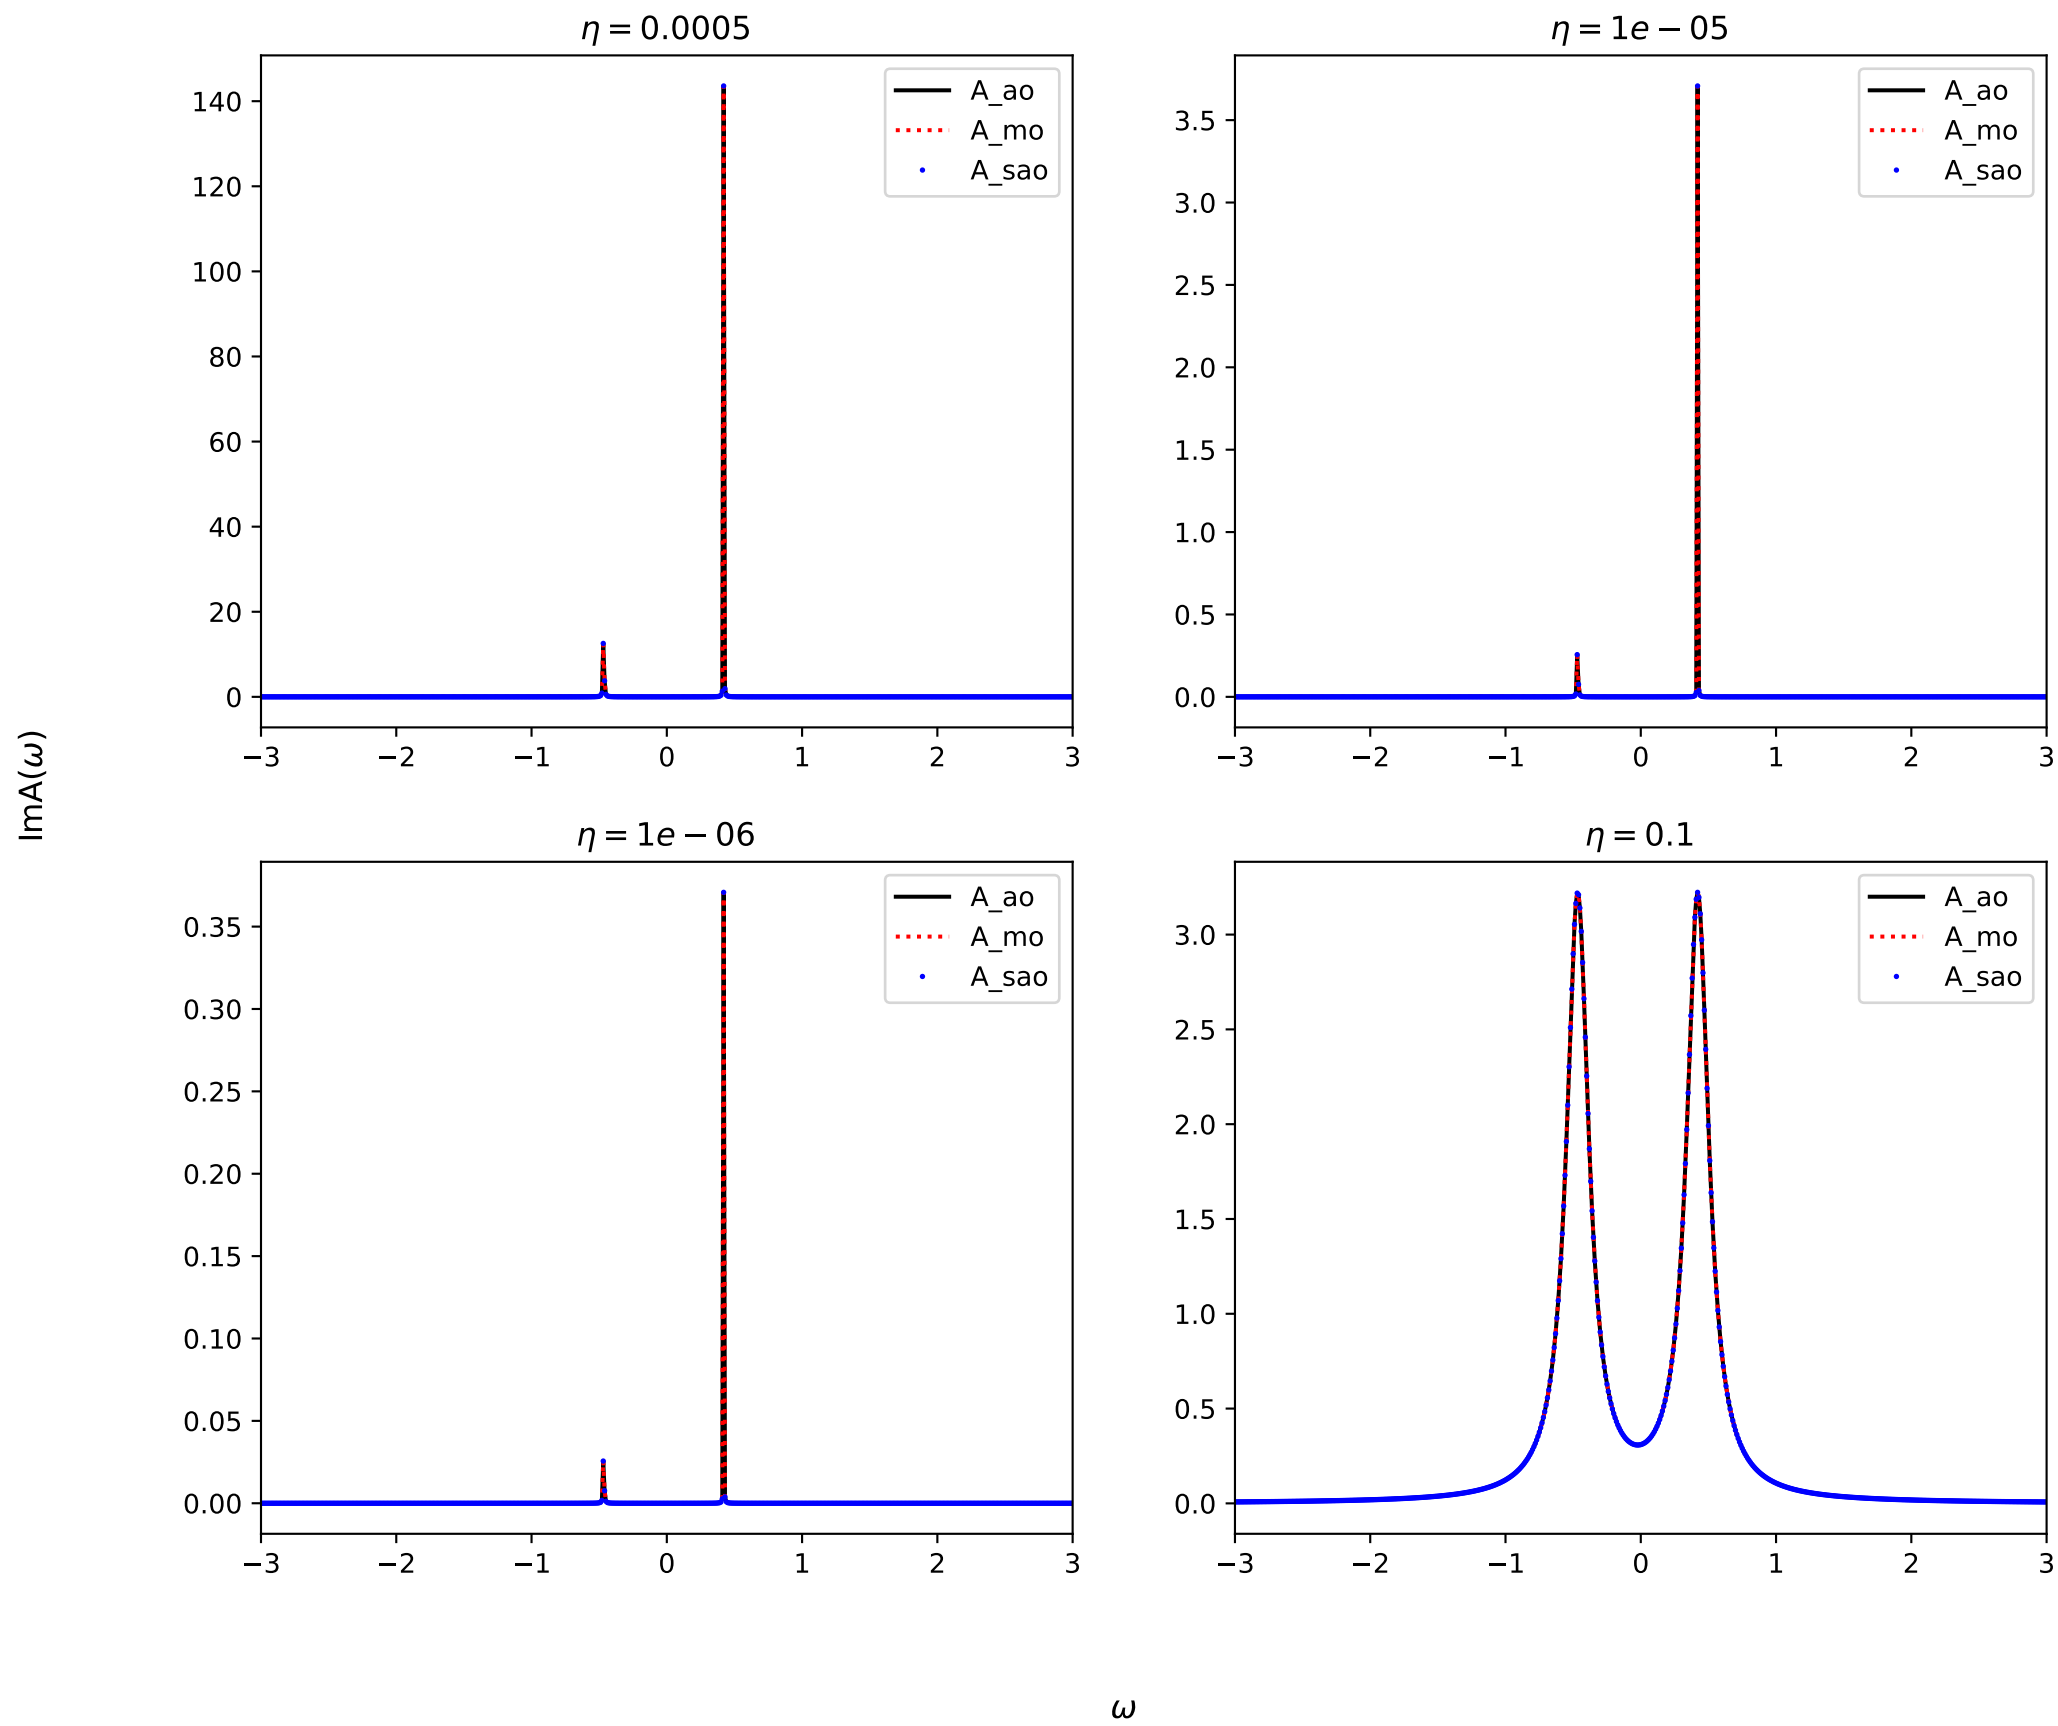 η = 0.0005
140
120
100
80
60
40
20
0
−3 −2 −1 0 1 2 3
A_ao
A_mo
A_sao
η = 1e − 05
3.5
3.0
2.5
2.0
1.5
1.0
0.5
0.0
−3 −2 −1 0 1 2 3
A_ao
A_mo
A_sao
ImA(ω)
η = 1e − 06
0.35
0.30
0.25
0.20
0.15
0.10
0.05
0.00
−3 −2 −1 0 1 2 3
A_ao
A_mo
A_sao
η = 0.1
3.0
2.5
2.0
1.5
1.0
0.5
0.0
−3 −2 −1 0 1 2 3
A_ao
A_mo
A_sao
ω